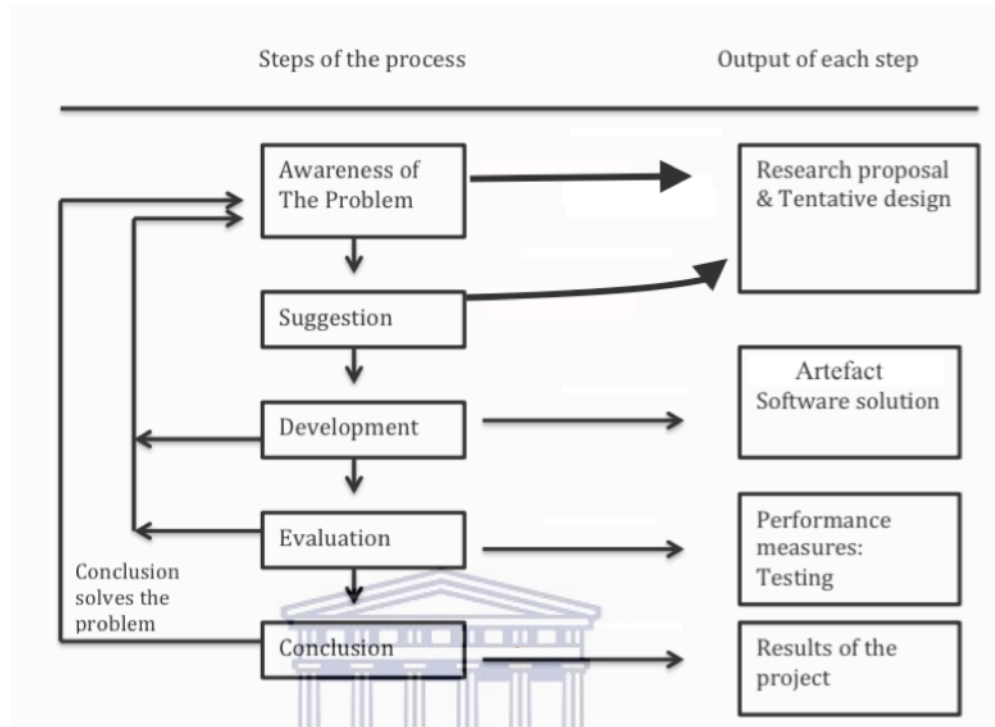 Steps of the process
Output of each step
Awareness of
The Problem
Research proposal
& Tentative design
Suggestion
Artefact
Software solution
Development
Evaluation
Performance
measures:
Testing
Conclusion
solves the
problem
Conclusion
Results of the
project